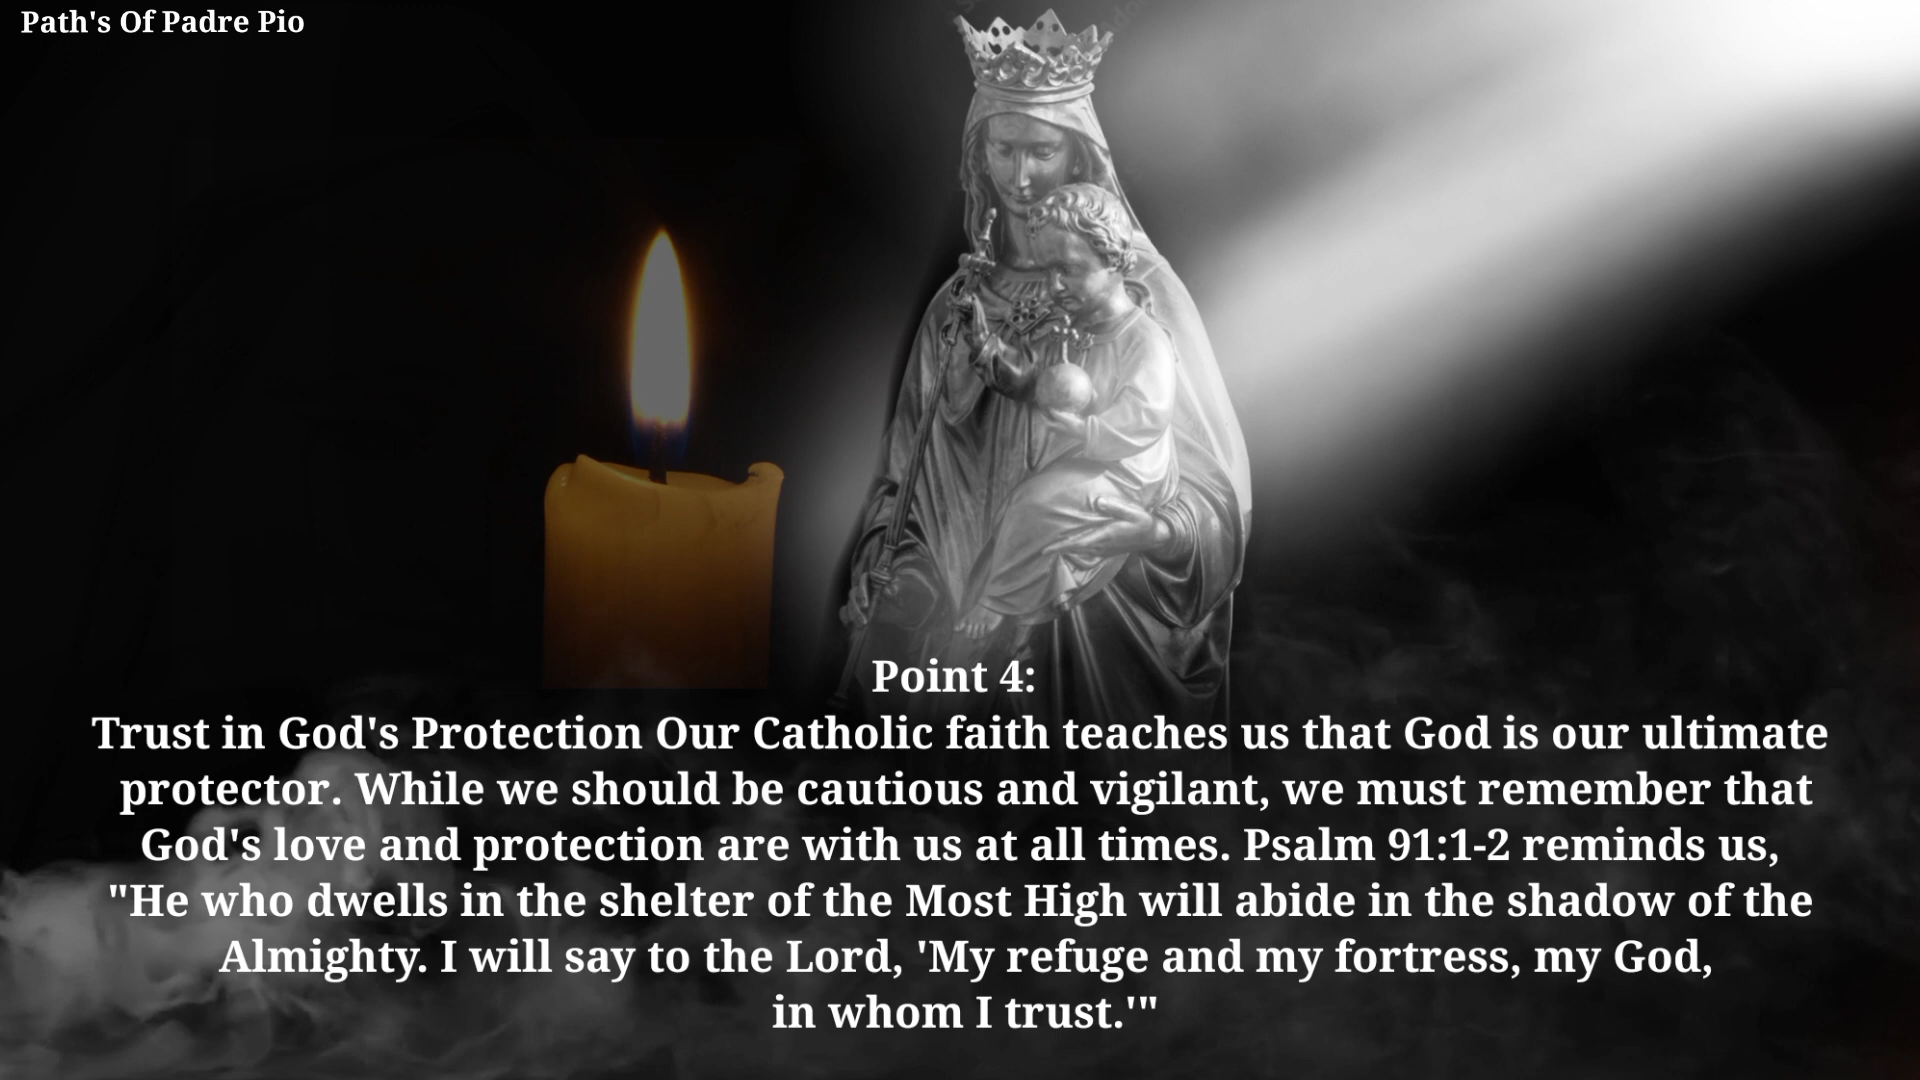 Path's Of Padre Pio
Point 4:
Trust in God's Protection Our Catholic faith teaches us that God is our ultimate
protector. While we should be cautious and vigilant, we must remember that
God's love and protection are with us at all times. Psalm 91:1-2 reminds us,
"He who dwells in the shelter of the Most High will abide in the shadow of the
Almighty. I will say to the Lord, 'My refuge and my fortress, my God,
in whom I trust.'"